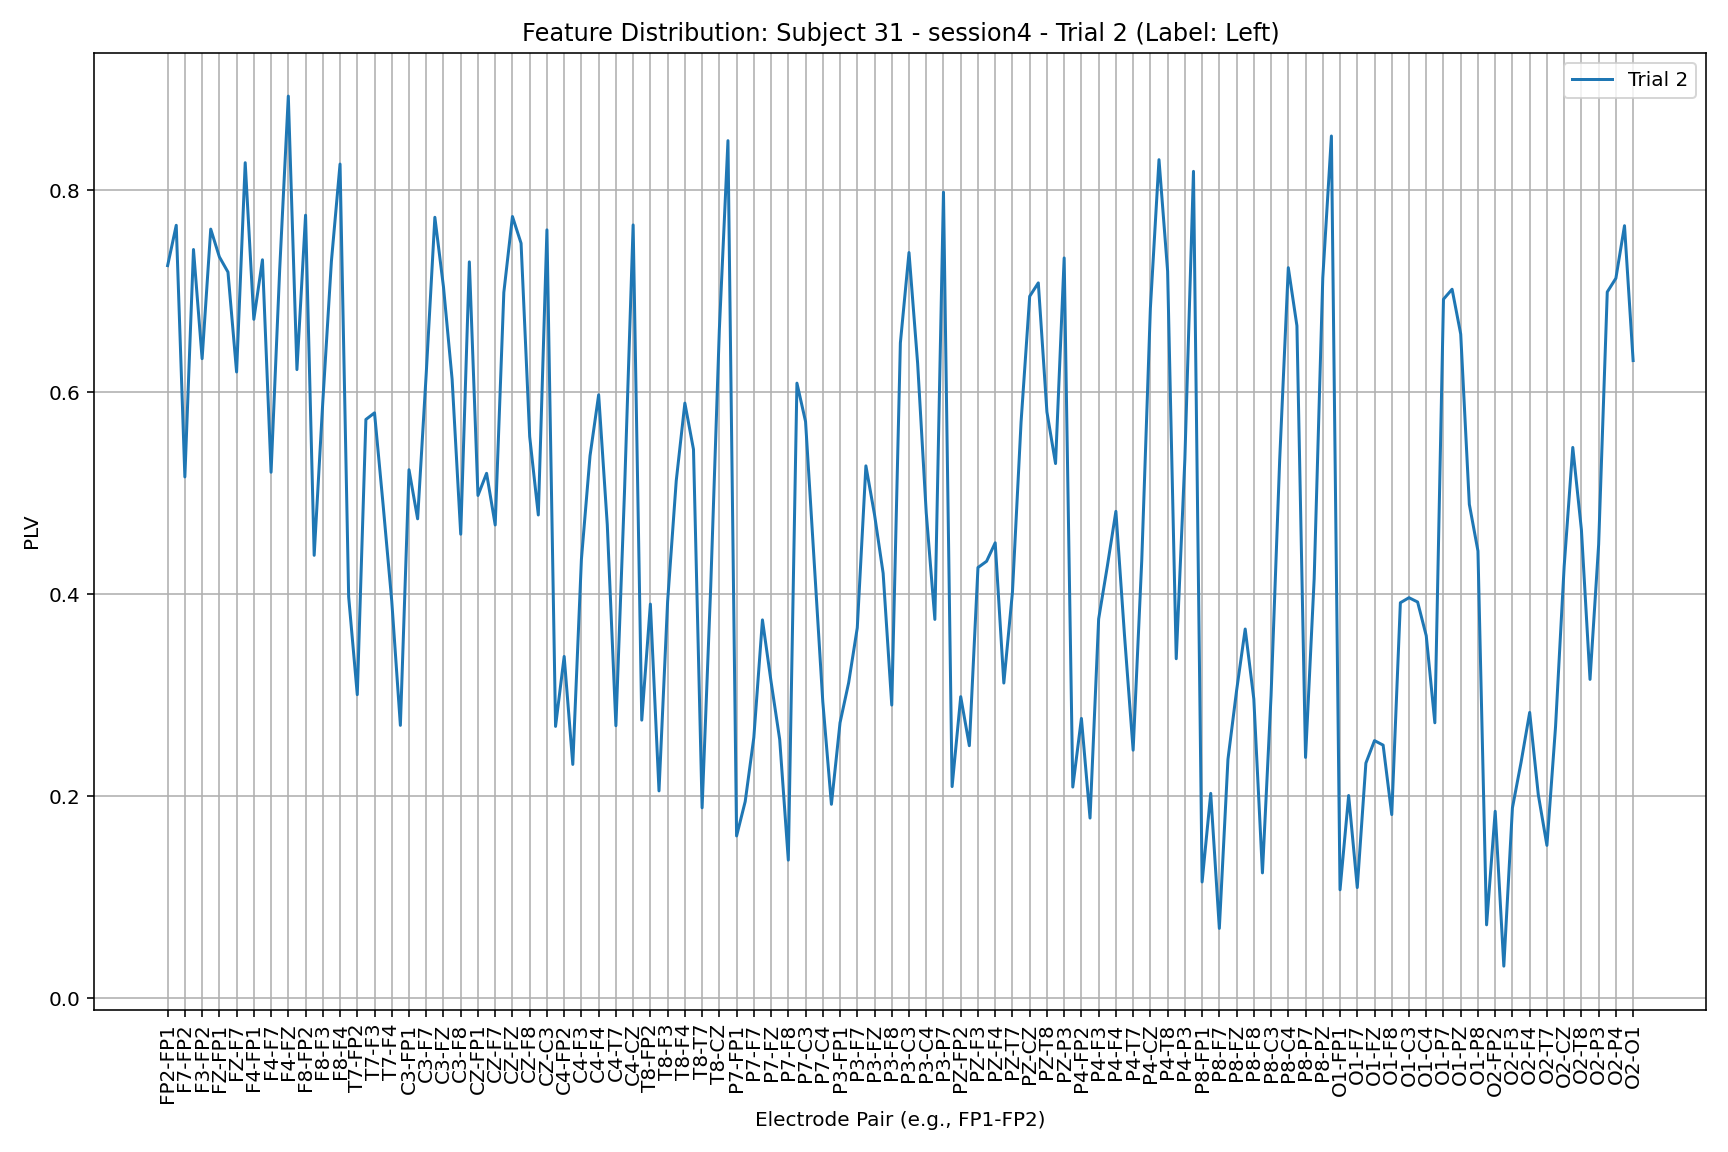 Feature Distribution: Subject 31 - session4 - Trial 2 (Label: Left)
Trial 2
PLV
0.8
0.6
0.4
0.2
0.0
FP2-FP1
F7-FP2
F3-FP2
FZ-FP1
FZ-F7
F4-FP1
F4-F7
F4-FZ
F8-FP2
F8-F3
F8-F4
T7-FP2
T7-F3
T7-F4
C3-FP1
C3-F7
C3-FZ
C3-F8
CZ-FP1
CZ-F7
CZ-FZ
CZ-F8
CZ-C3
C4-FP2
C4-F3
C4-F4
C4-T7
C4-CZ
T8-FP2
T8-F3
T8-F4
T8-T7
T8-CZ
P7-FP1
P7-F7
P7-FZ
P7-F8
P7-C3
P7-C4
P3-FP1
P3-F7
P3-FZ
P3-F8
P3-C3
P3-C4
P3-P7
PZ-FP2
PZ-F3
PZ-F4
PZ-T7
PZ-CZ
PZ-T8
PZ-P3
P4-FP2
P4-F3
P4-F4
P4-T7
P4-CZ
P4-T8
P4-P3
P8-FP1
P8-F7
P8-FZ
P8-F8
P8-C3
P8-C4
P8-P7
P8-PZ
O1-FP1
O1-F7
O1-FZ
O1-F8
O1-C3
O1-C4
O1-P7
O1-PZ
O1-P8
O2-FP2
O2-F3
O2-F4
O2-T7
O2-CZ
O2-T8
O2-P3
O2-P4
O2-O1
Electrode Pair (e.g., FP1-FP2)